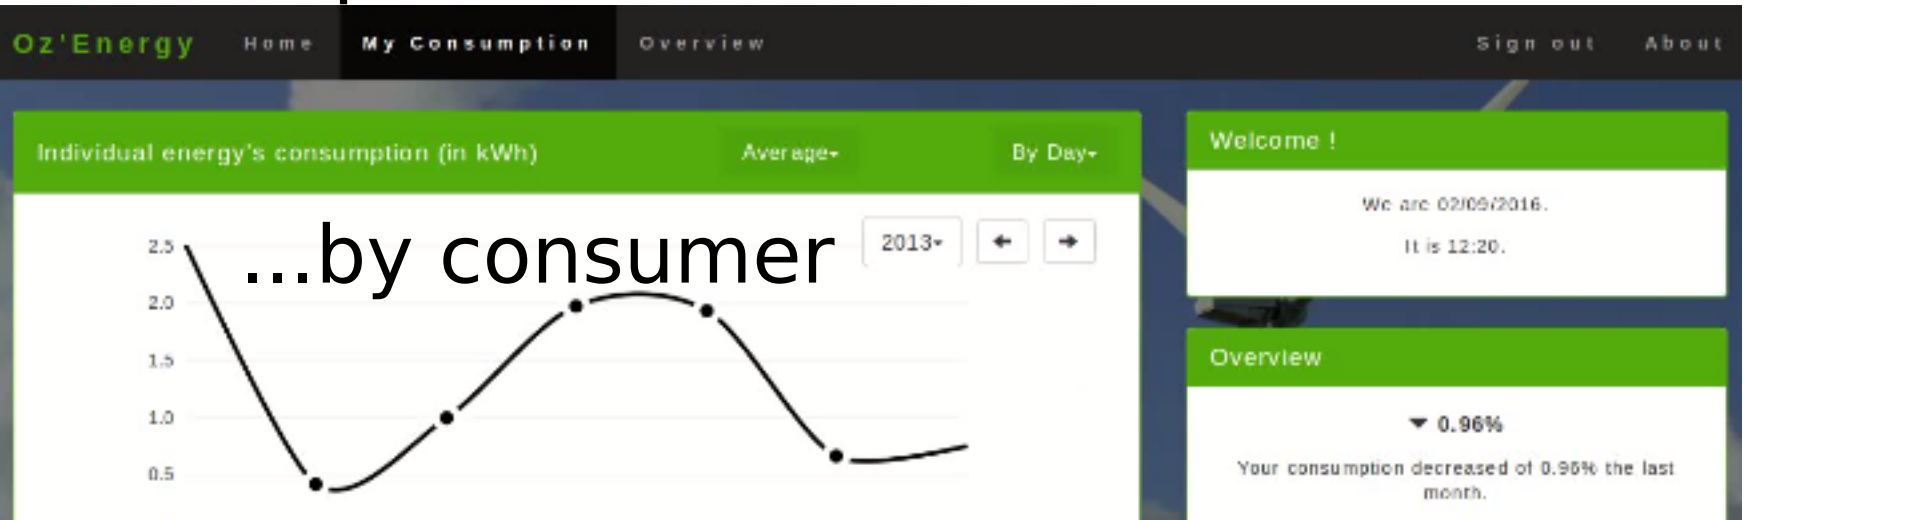 Oz'Energy Home My Consumption Overview Sign out About
Individual energy's consumption (in kWh) Average By Day
Welcome !
We are 02/09/2016.
It is 12:20.
...by consumer
2013
2.5
2.0
1.5
1.0
0.5
Overview
0.96%
Your consumption decreased of 0.96% the last
month.